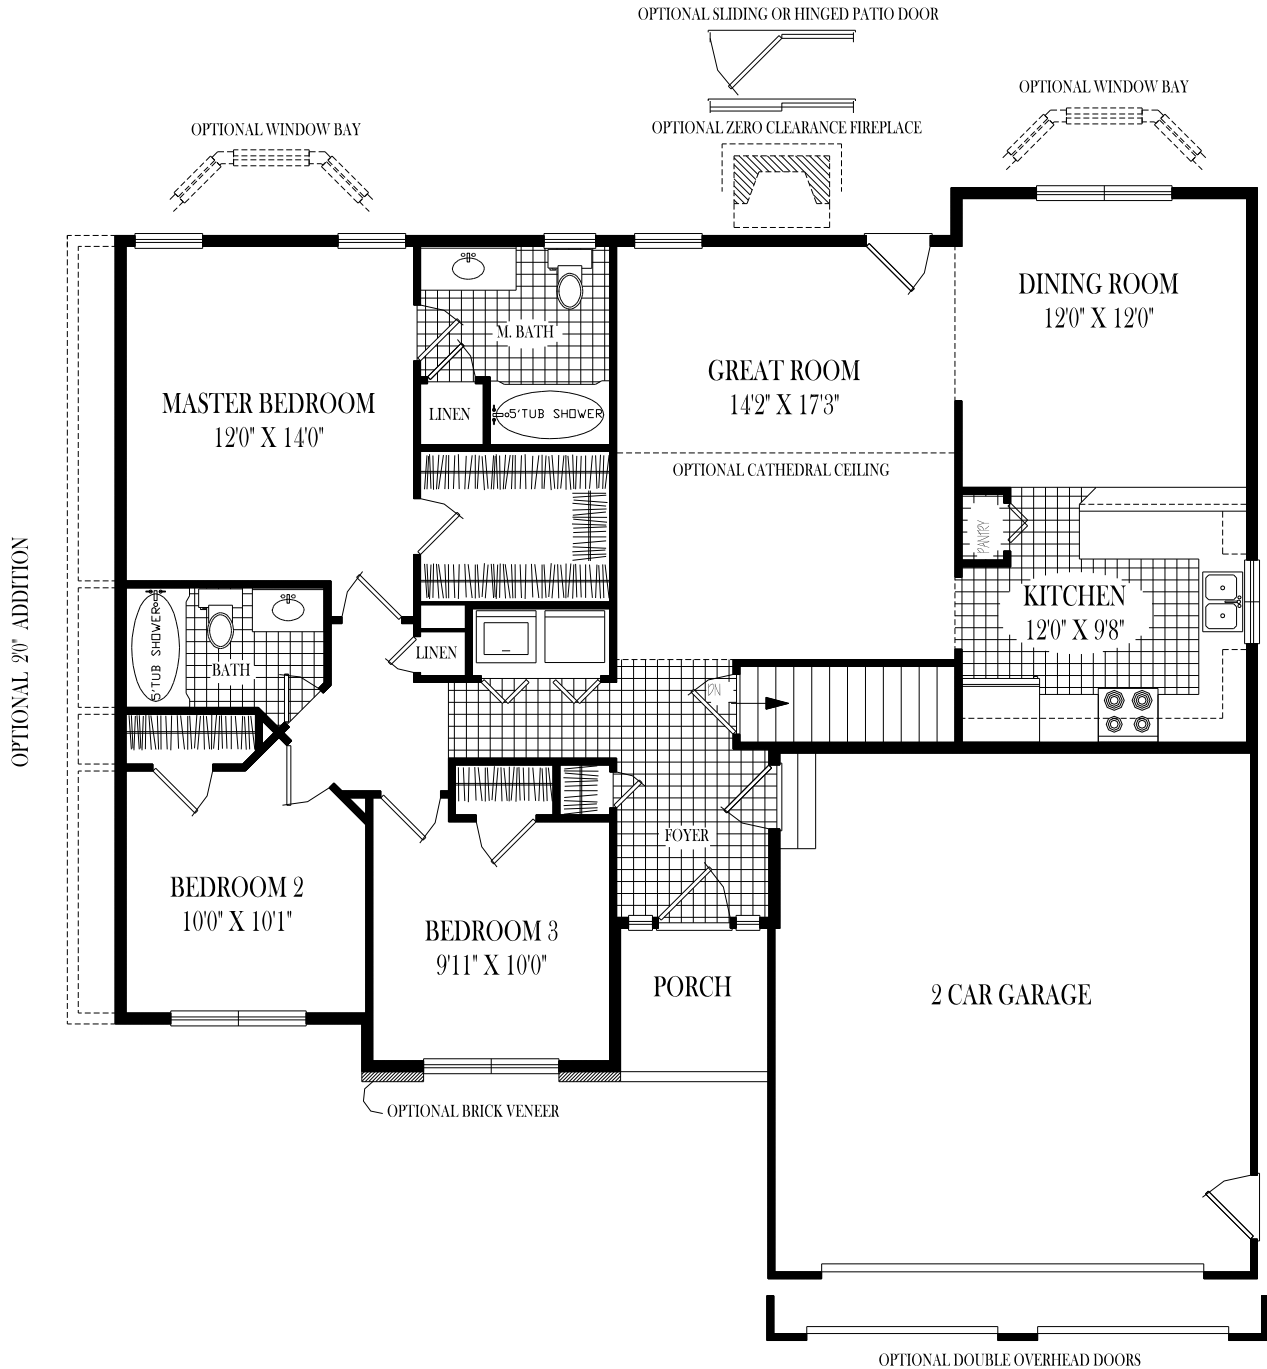 OPTIONAL SLIDING OR HINGED PATIO DOOR
OPTIONAL WINDOW BAY
OPTIONAL WINDOW BAY
OPTIONAL ZERO CLEARANCE FIREPLACE
DINING ROOM
12'0" X 12'0"
M. BATH
GREAT ROOM
14'2" X 17'3"
MASTER BEDROOM
12'0" X 14'0"
LINEN
5'TUB SHOWER
OPTIONAL CATHEDRAL CEILING
PANTRY
OPTIONAL 2'0" ADDITION
KITCHEN
12'0" X 9'8"
5'TUB SHOWER
BATH
LINEN
DN
FOYER
BEDROOM 2
10'0" X 10'1"
BEDROOM 3
9'11" X 10'0"
PORCH
2 CAR GARAGE
OPTIONAL BRICK VENEER
OPTIONAL DOUBLE OVERHEAD DOORS